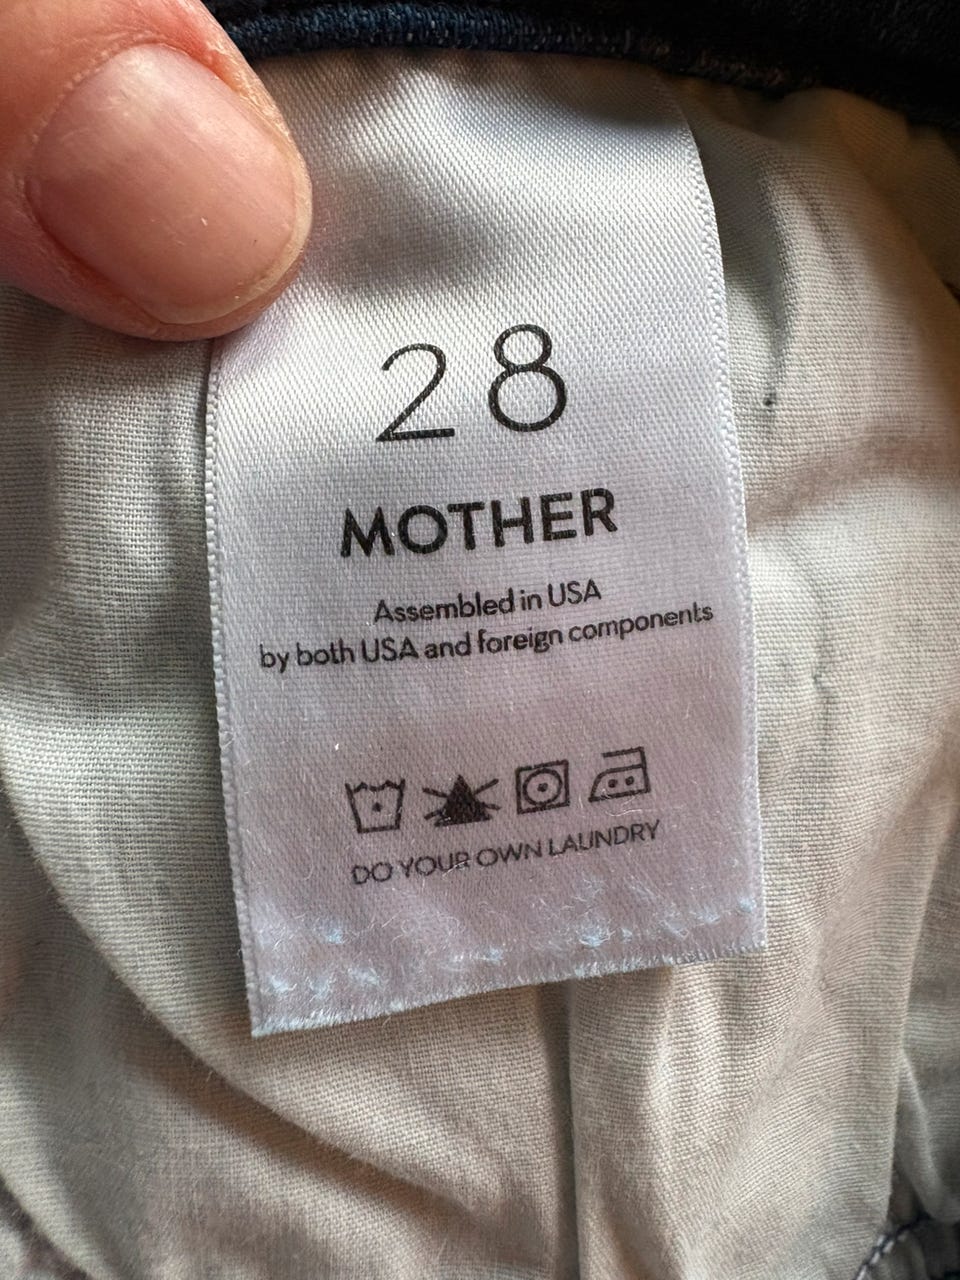 28
MOTHER
Assembled in USA
by both USA and foreign components
DO YOUR OWN LAUNDRY